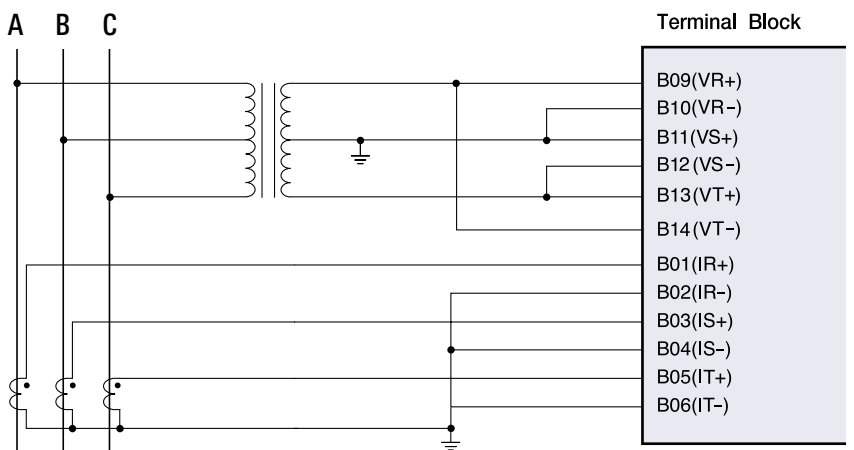 A B C
Terminal Block
B09(VR+)
B10(VR-)
B11(VS+)
B12(VS-)
B13(VT+)
B14(VT-)
B01(IR+)
B02(IR-)
B03(IS+)
B04(IS-)
B05(IT+)
B06(IT-)